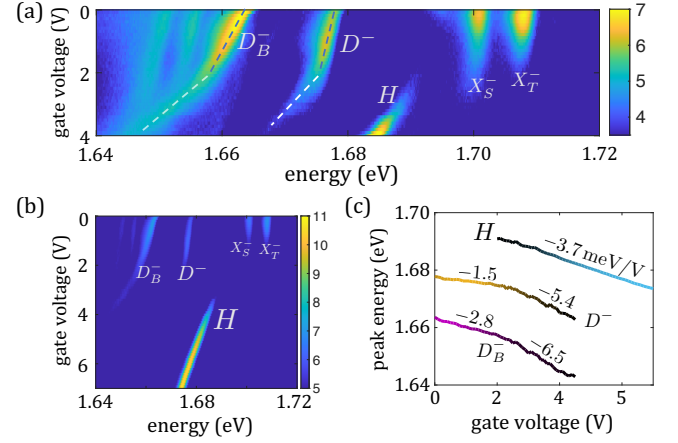 (a)
0
2
4
gate voltage (V)
D_B^-
D^-
H
X_S^-
X_T^-
1.64
1.66
1.68
1.70
1.72
energy (eV)
7
6
5
4
(b)
0
2
4
6
gate voltage (V)
D_B^-
D^-
X_S^-
X_T^-
H
1.64
1.68
1.72
energy (eV)
11
10
9
8
7
6
5
(c)
1.70
1.68
1.66
1.64
peak energy (eV)
H
−3.7 meV/V
−1.5
−5.4
D^-
−2.8
D_B^-
−6.5
0
2
5
gate voltage (V)